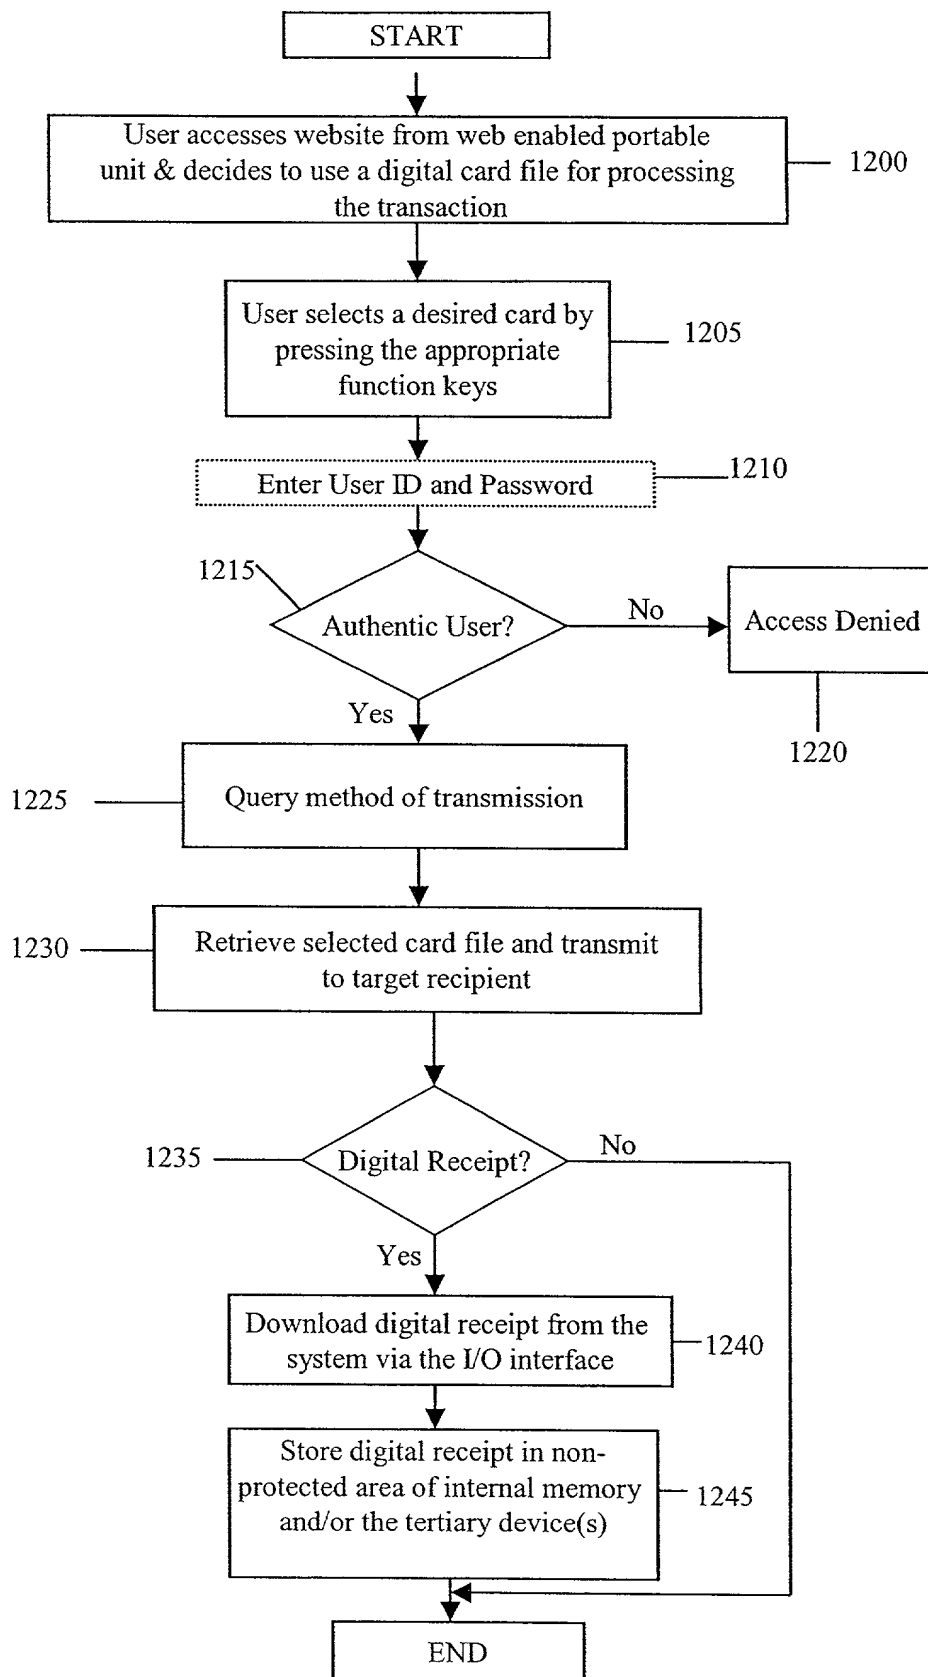 START
User accesses website from web enabled portable
unit & decides to use a digital card file for processing
the transaction
1200
User selects a desired card by
pressing the appropriate
function keys
1205
Enter User ID and Password
1210
1215
Authentic User?
No
Access Denied
1220
Yes
1225
Query method of transmission
1230
Retrieve selected card file and transmit
to target recipient
1235
Digital Receipt?
No
Yes
Download digital receipt from the
system via the I/O interface
1240
Store digital receipt in non-
protected area of internal memory
and/or the tertiary device(s)
1245
END